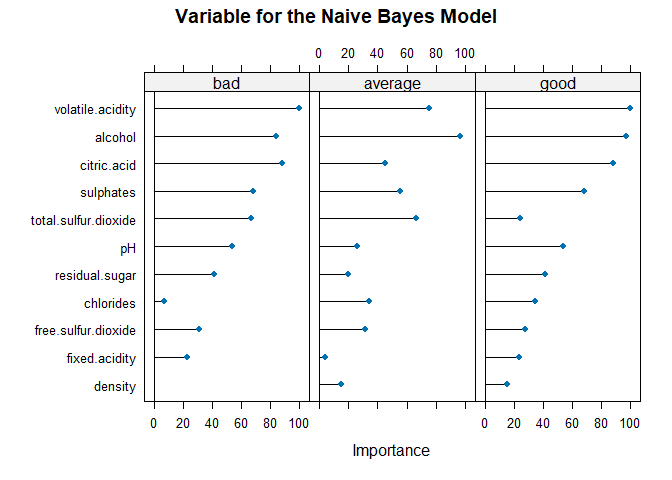 Variable for the Naive Bayes Model
0 20 40 60 80 100
bad average good
volatile.acidity
alcohol
citric.acid
sulphates
total.sulfur.dioxide
pH
residual.sugar
chlorides
free.sulfur.dioxide
fixed.acidity
density
0 20 40 60 80 100 0 20 40 60 80 100
Importance